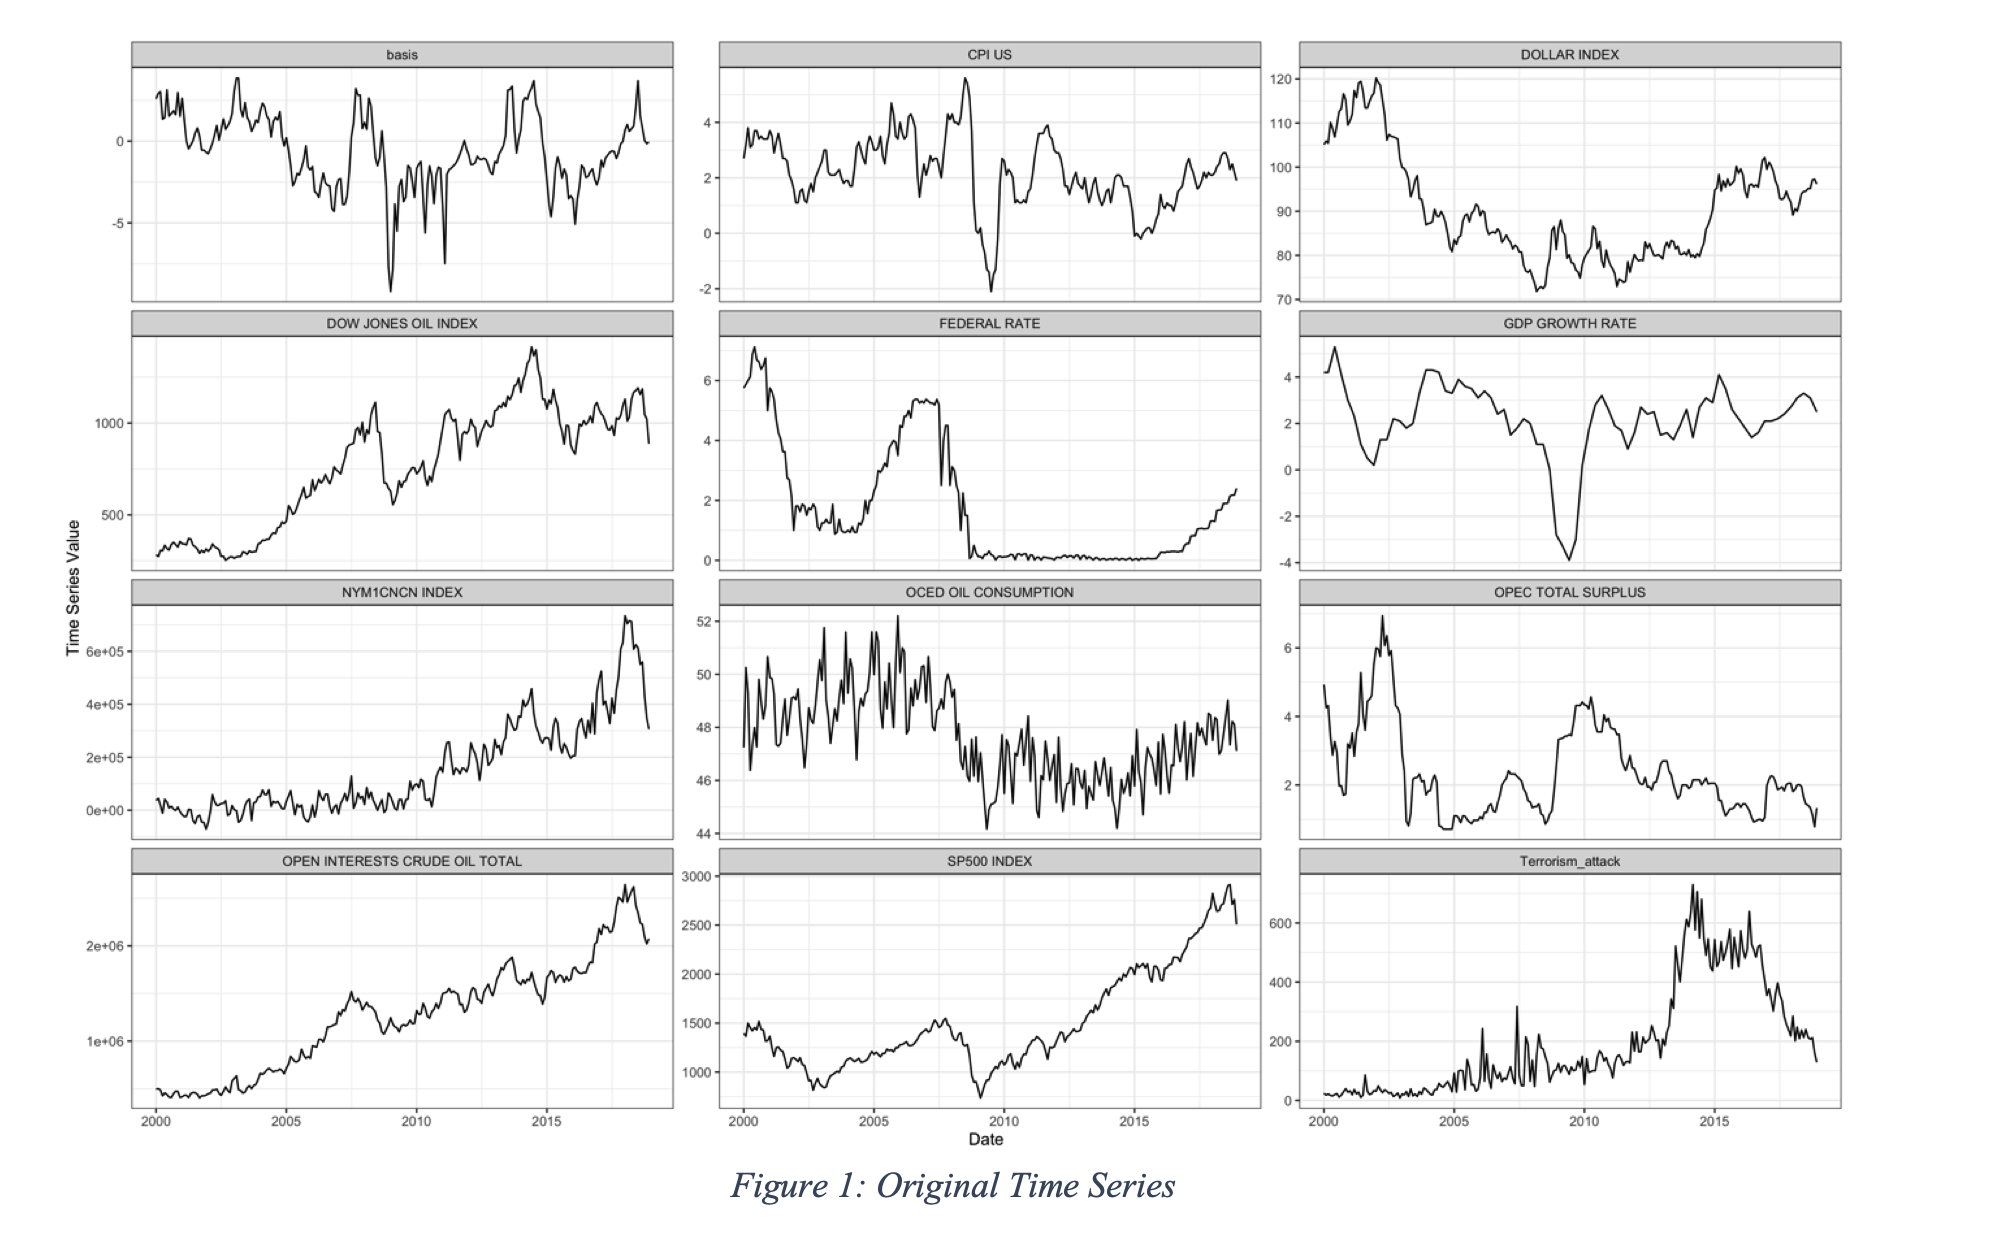 basis
CPI US
DOLLAR INDEX
0
-5
4
2
0
-2
120
110
100
90
80
70
DOW JONES OIL INDEX
FEDERAL RATE
GDP GROWTH RATE
1000
500
6
4
2
0
4
2
0
-2
-4
Time Series Value
NYM1CNCN INDEX
OCED OIL CONSUMPTION
OPEC TOTAL SURPLUS
6e+05
4e+05
2e+05
0e+00
52
50
48
46
44
6
4
2
OPEN INTERESTS CRUDE OIL TOTAL
SP500 INDEX
Terrorism_attack
2e+06
1e+06
3000
2500
2000
1500
1000
600
400
200
0
2000 2005 2010 2015
2000 2005 2010 2015
2000 2005 2010 2015
Date
Figure 1: Original Time Series